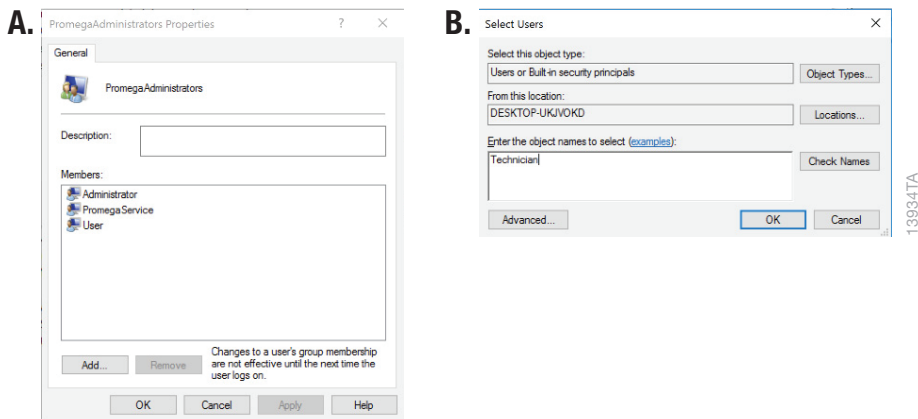 A.
PromegaAdministrators Properties
General
PromegaAdministrators
Description:
Members:
Administrator
PromegaService
User
Add...
Remove
Changes to a user's group membership
are not effective until the next time the
user logs on.
OK
Cancel
Apply
Help
B.
Select Users
Select this object type:
Users or Built-in security principals
Object Types...
From this location:
DESKTOP-UKJVOKD
Locations...
Enter the object names to select (examples):
Technician
Check Names
Advanced...
OK
Cancel
13934TA